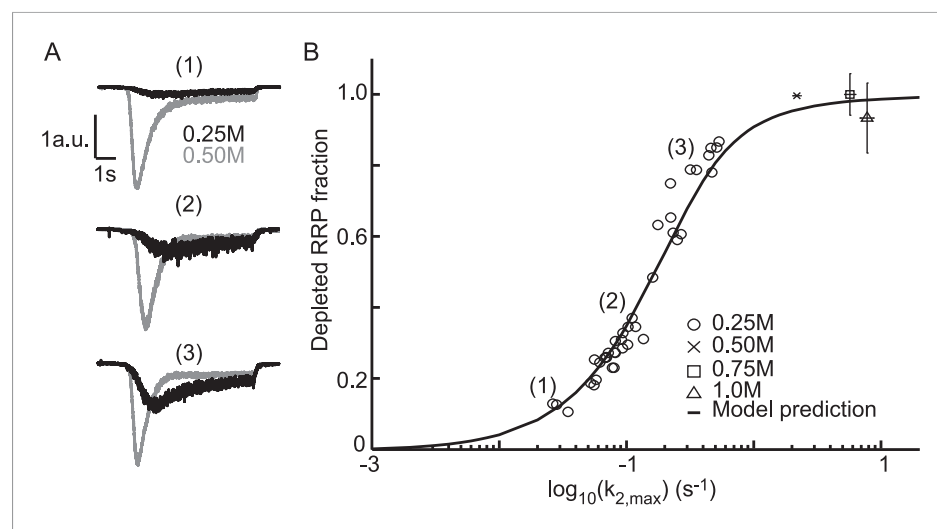 A
(1)
1a.u.
1s
0.25M
0.50M
(2)
(3)
B
Depleted RRP fraction
1.0
0.6
0.2
0
-3
-1
1
log10(k2,max) (s-1)
(1)
(2)
(3)
0.25M
0.50M
0.75M
1.0M
Model prediction